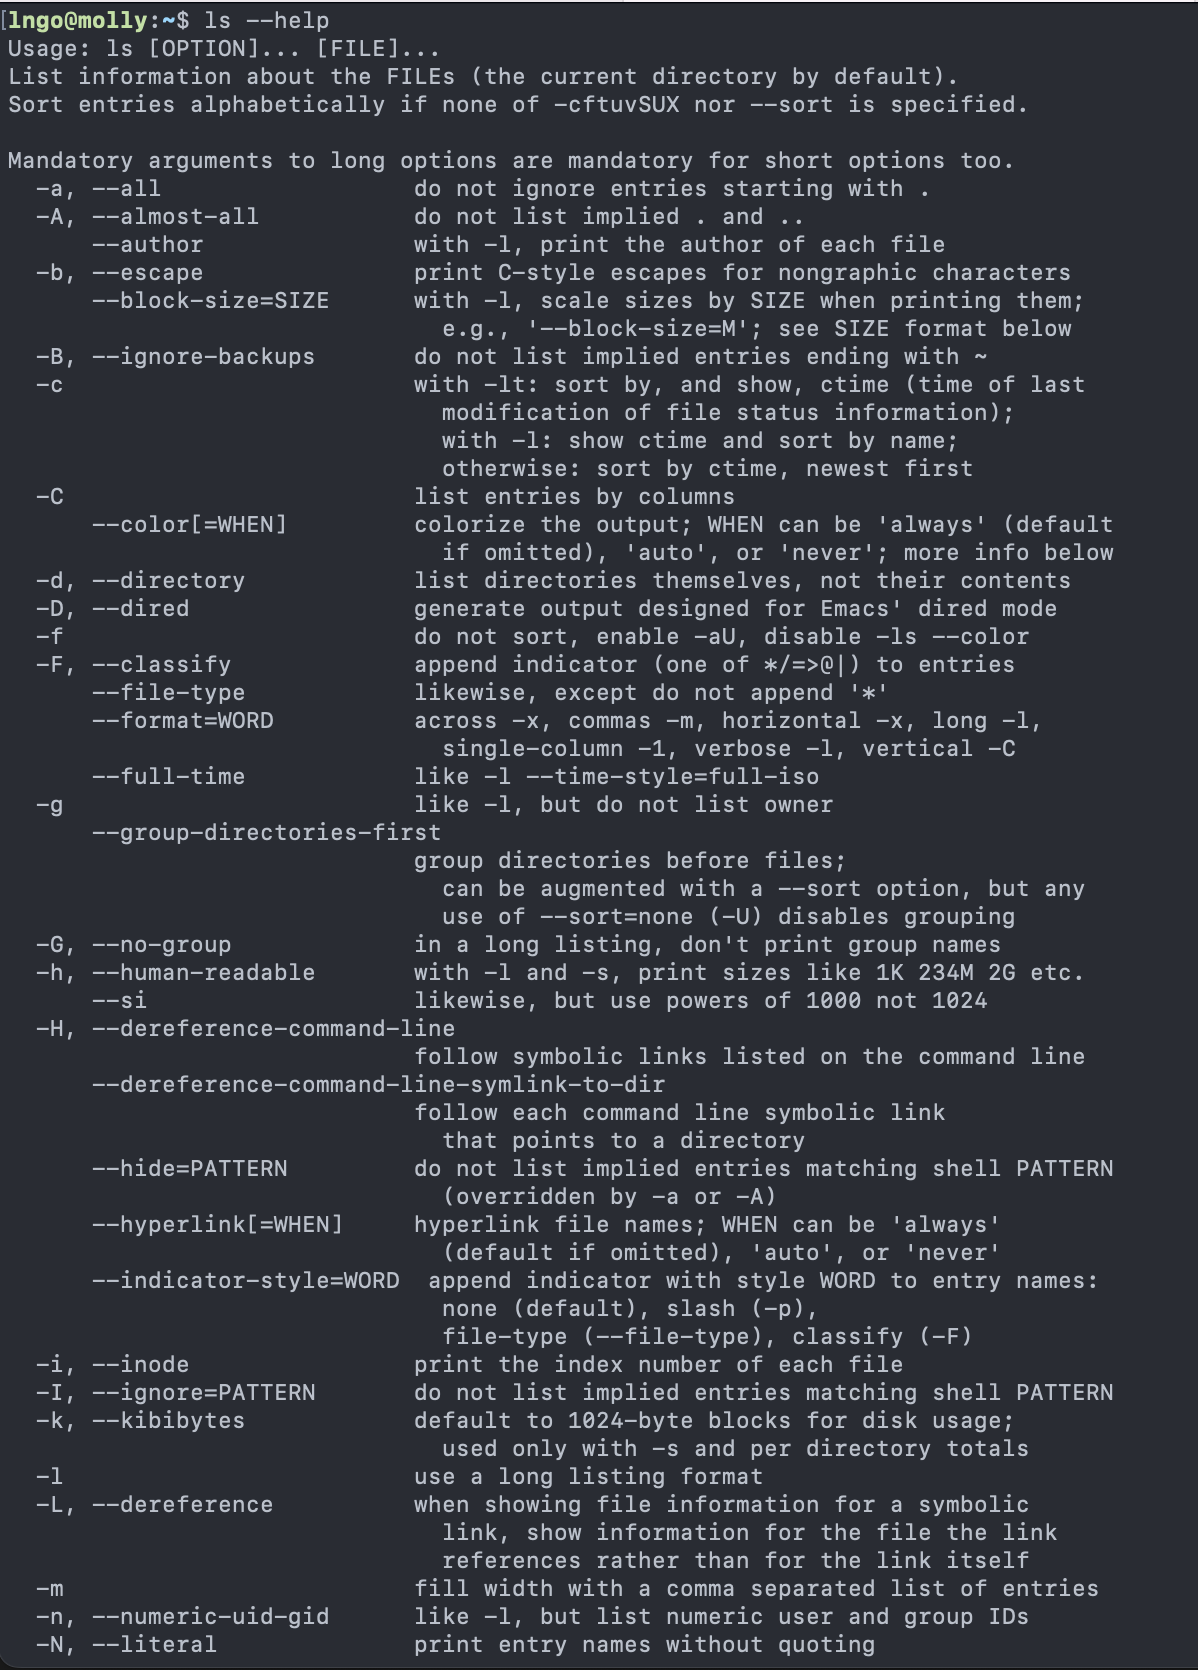 [lngo@molly:~$ ls --help
Usage: ls [OPTION]... [FILE]...
List information about the FILEs (the current directory by default).
Sort entries alphabetically if none of -cftuvSUX nor --sort is specified.

Mandatory arguments to long options are mandatory for short options too.
  -a, --all                  do not ignore entries starting with .
  -A, --almost-all           do not list implied . and ..
      --author               with -l, print the author of each file
  -b, --escape               print C-style escapes for nongraphic characters
      --block-size=SIZE      with -l, scale sizes by SIZE when printing them;
                               e.g., '--block-size=M'; see SIZE format below
  -B, --ignore-backups       do not list implied entries ending with ~
  -c                         with -lt: sort by, and show, ctime (time of last
                               modification of file status information);
                               with -l: show ctime and sort by name;
                               otherwise: sort by ctime, newest first
  -C                         list entries by columns
      --color[=WHEN]         colorize the output; WHEN can be 'always' (default
                               if omitted), 'auto', or 'never'; more info below
  -d, --directory            list directories themselves, not their contents
  -D, --dired                generate output designed for Emacs' dired mode
  -f                         do not sort, enable -aU, disable -ls --color
  -F, --classify             append indicator (one of */=>@|) to entries
      --file-type            likewise, except do not append '*'
      --format=WORD          across -x, commas -m, horizontal -x, long -l,
                               single-column -1, verbose -l, vertical -C
      --full-time            like -l --time-style=full-iso
  -g                         like -l, but do not list owner
      --group-directories-first
                             group directories before files;
                               can be augmented with a --sort option, but any
                               use of --sort=none (-U) disables grouping
  -G, --no-group             in a long listing, don't print group names
  -h, --human-readable       with -l and -s, print sizes like 1K 234M 2G etc.
      --si                   likewise, but use powers of 1000 not 1024
  -H, --dereference-command-line
                             follow symbolic links listed on the command line
      --dereference-command-line-symlink-to-dir
                             follow each command line symbolic link
                               that points to a directory
      --hide=PATTERN         do not list implied entries matching shell PATTERN
                               (overridden by -a or -A)
      --hyperlink[=WHEN]     hyperlink file names; WHEN can be 'always'
                               (default if omitted), 'auto', or 'never'
      --indicator-style=WORD  append indicator with style WORD to entry names:
                               none (default), slash (-p),
                               file-type (--file-type), classify (-F)
  -i, --inode                print the index number of each file
  -I, --ignore=PATTERN       do not list implied entries matching shell PATTERN
  -k, --kibibytes            default to 1024-byte blocks for disk usage;
                               used only with -s and per directory totals
  -l                         use a long listing format
  -L, --dereference          when showing file information for a symbolic
                               link, show information for the file the link
                               references rather than for the link itself
  -m                         fill width with a comma separated list of entries
  -n, --numeric-uid-gid      like -l, but list numeric user and group IDs
  -N, --literal              print entry names without quoting